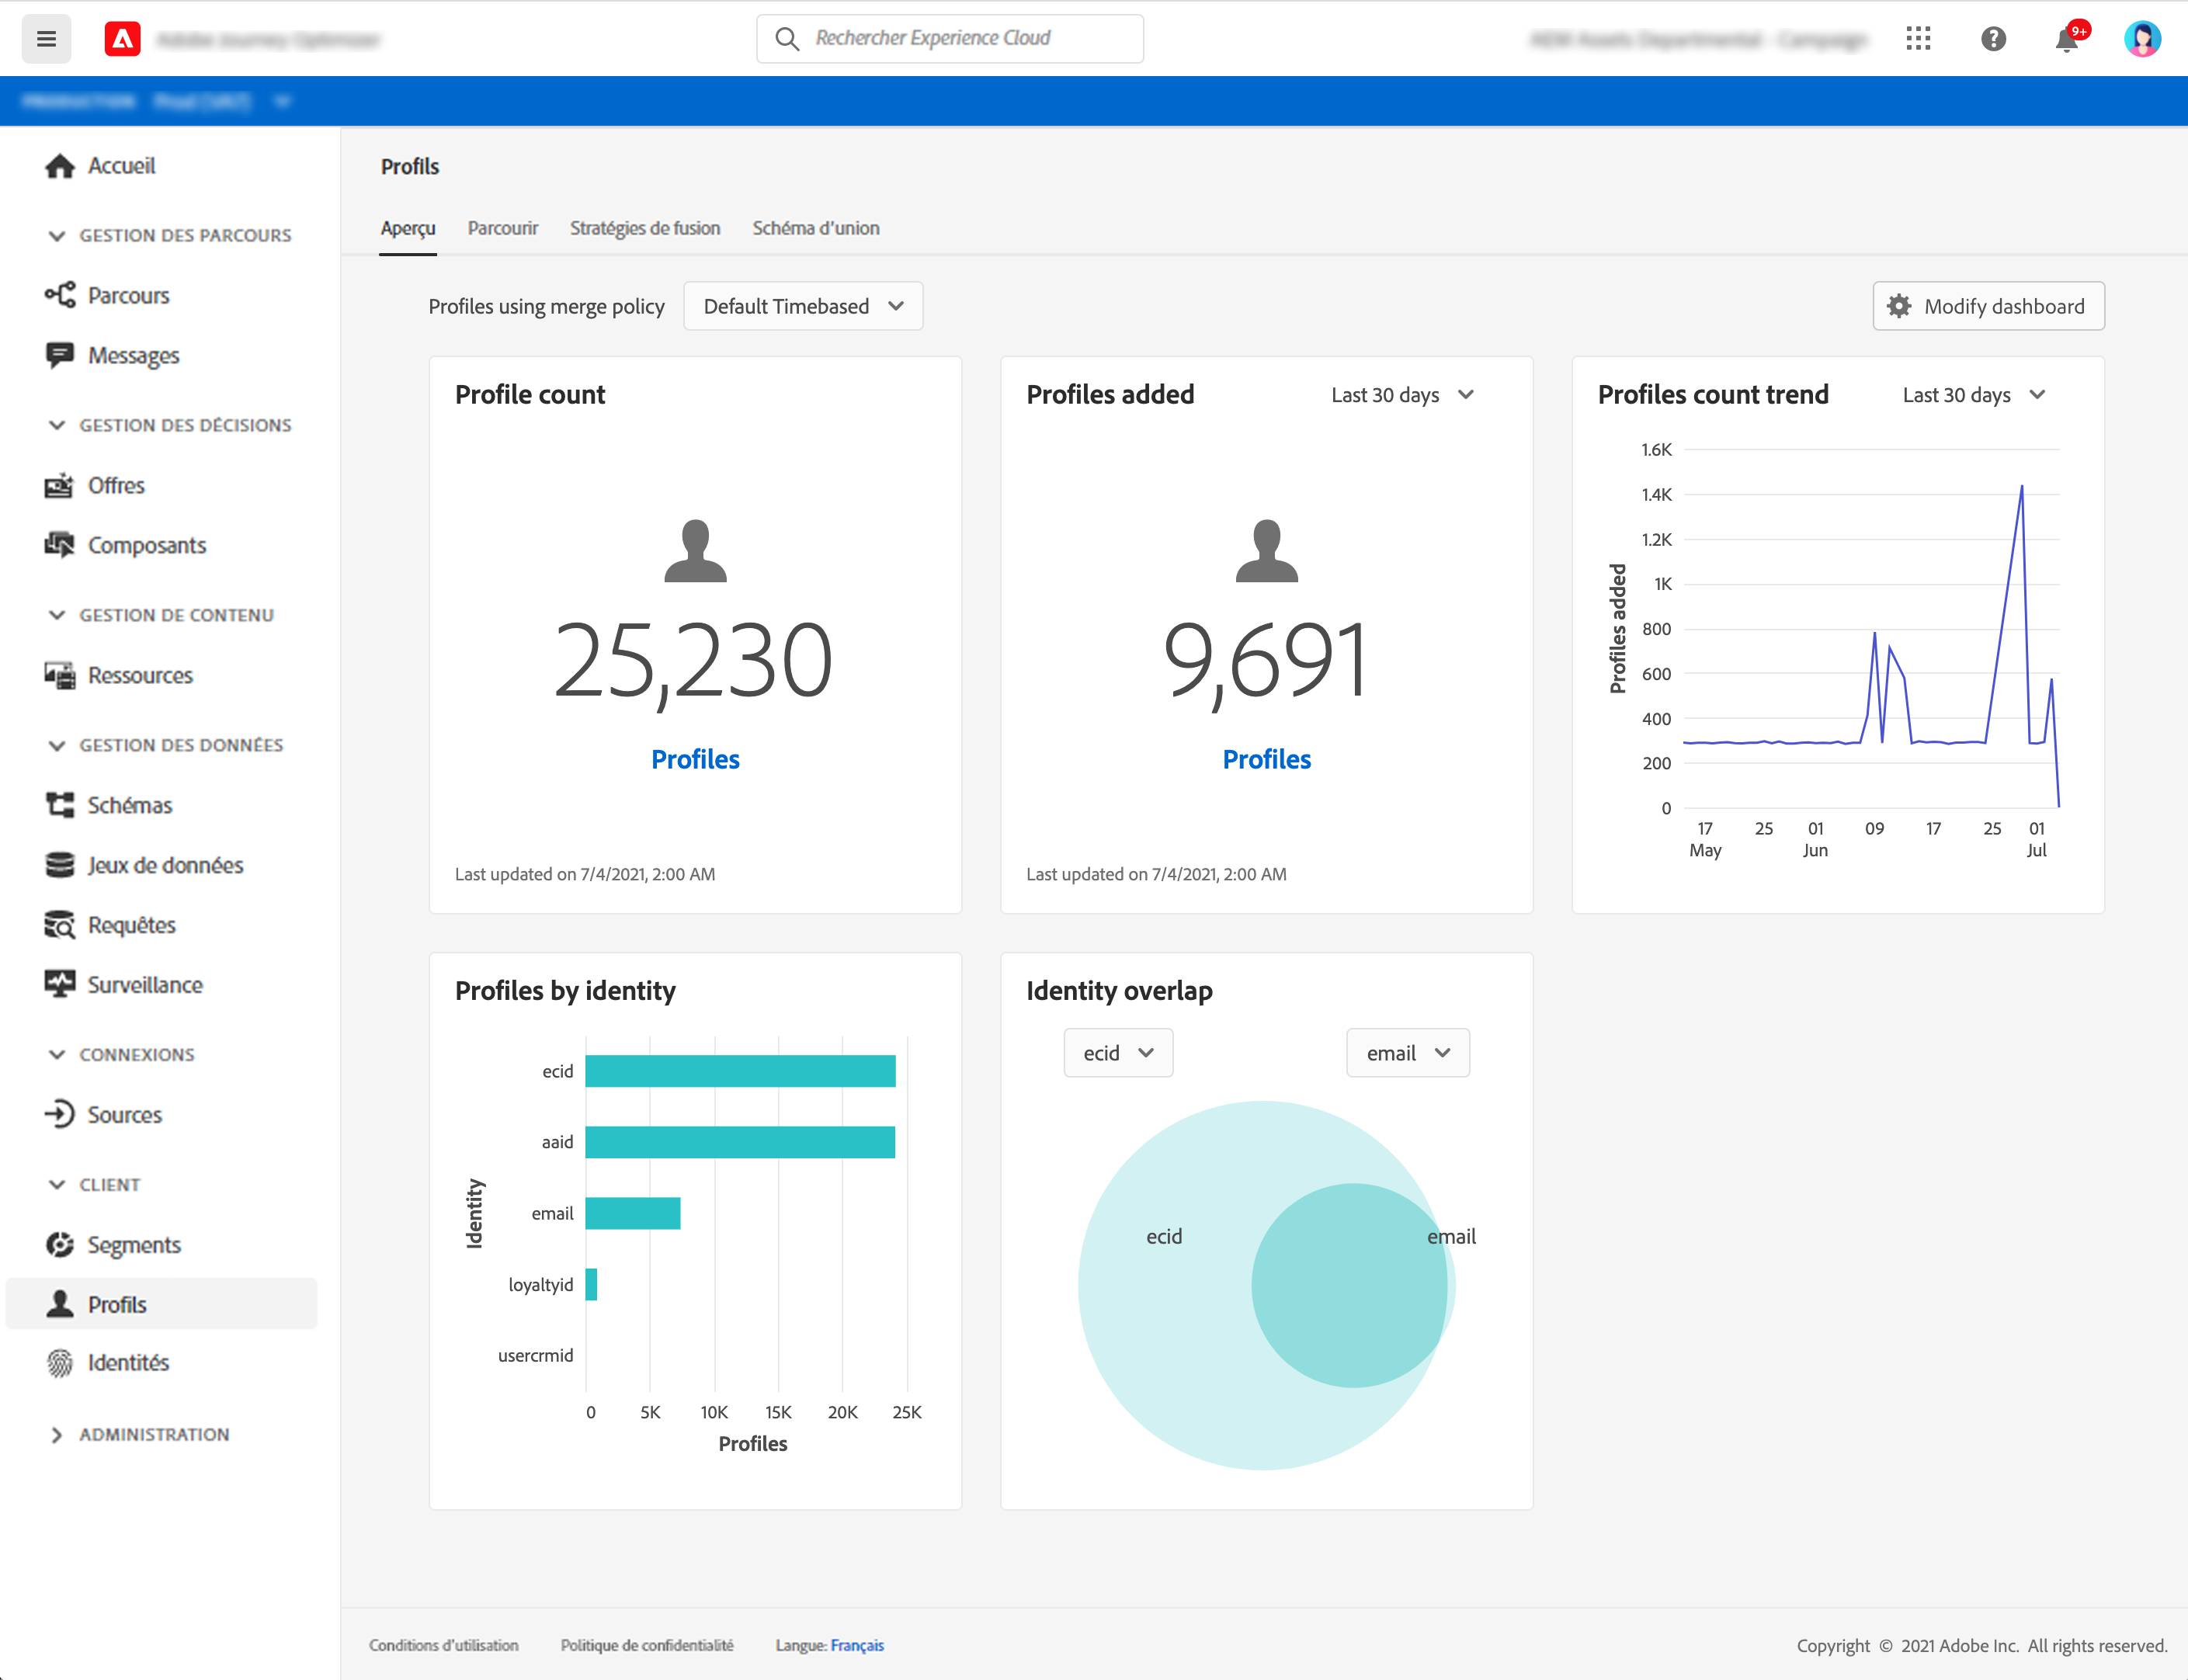 Rechercher Experience Cloud
9+
Accueil
GESTION DES PARCOURS
Parcours
Messages
GESTION DES DÉCISIONS
Offres
Composants
GESTION DE CONTENU
Ressources
GESTION DES DONNÉES
Schémas
Jeux de données
Requêtes
Surveillance
CONNEXIONS
Sources
CLIENT
Segments
Profils
Identités
ADMINISTRATION
Profils
Aperçu Parcourir Stratégies de fusion Schéma d'union
Profiles using merge policy Default Timebased Modify dashboard
Profile count
25,230
Profiles
Last updated on 7/4/2021, 2:00 AM
Profiles added Last 30 days
9,691
Profiles
Last updated on 7/4/2021, 2:00 AM
Profiles count trend Last 30 days
Profiles added
1.6K
1.4K
1.2K
1K
800
600
400
200
0
17 25 01 09 17 25 01
May Jun Jul
Profiles by identity
Identity
ecid
aaid
email
loyaltyid
usercrmid
0 5K 10K 15K 20K 25K
Profiles
Identity overlap
ecid email
ecid email
Conditions d'utilisation Politique de confidentialité Langue: Français
Copyright © 2021 Adobe Inc. All rights reserved.